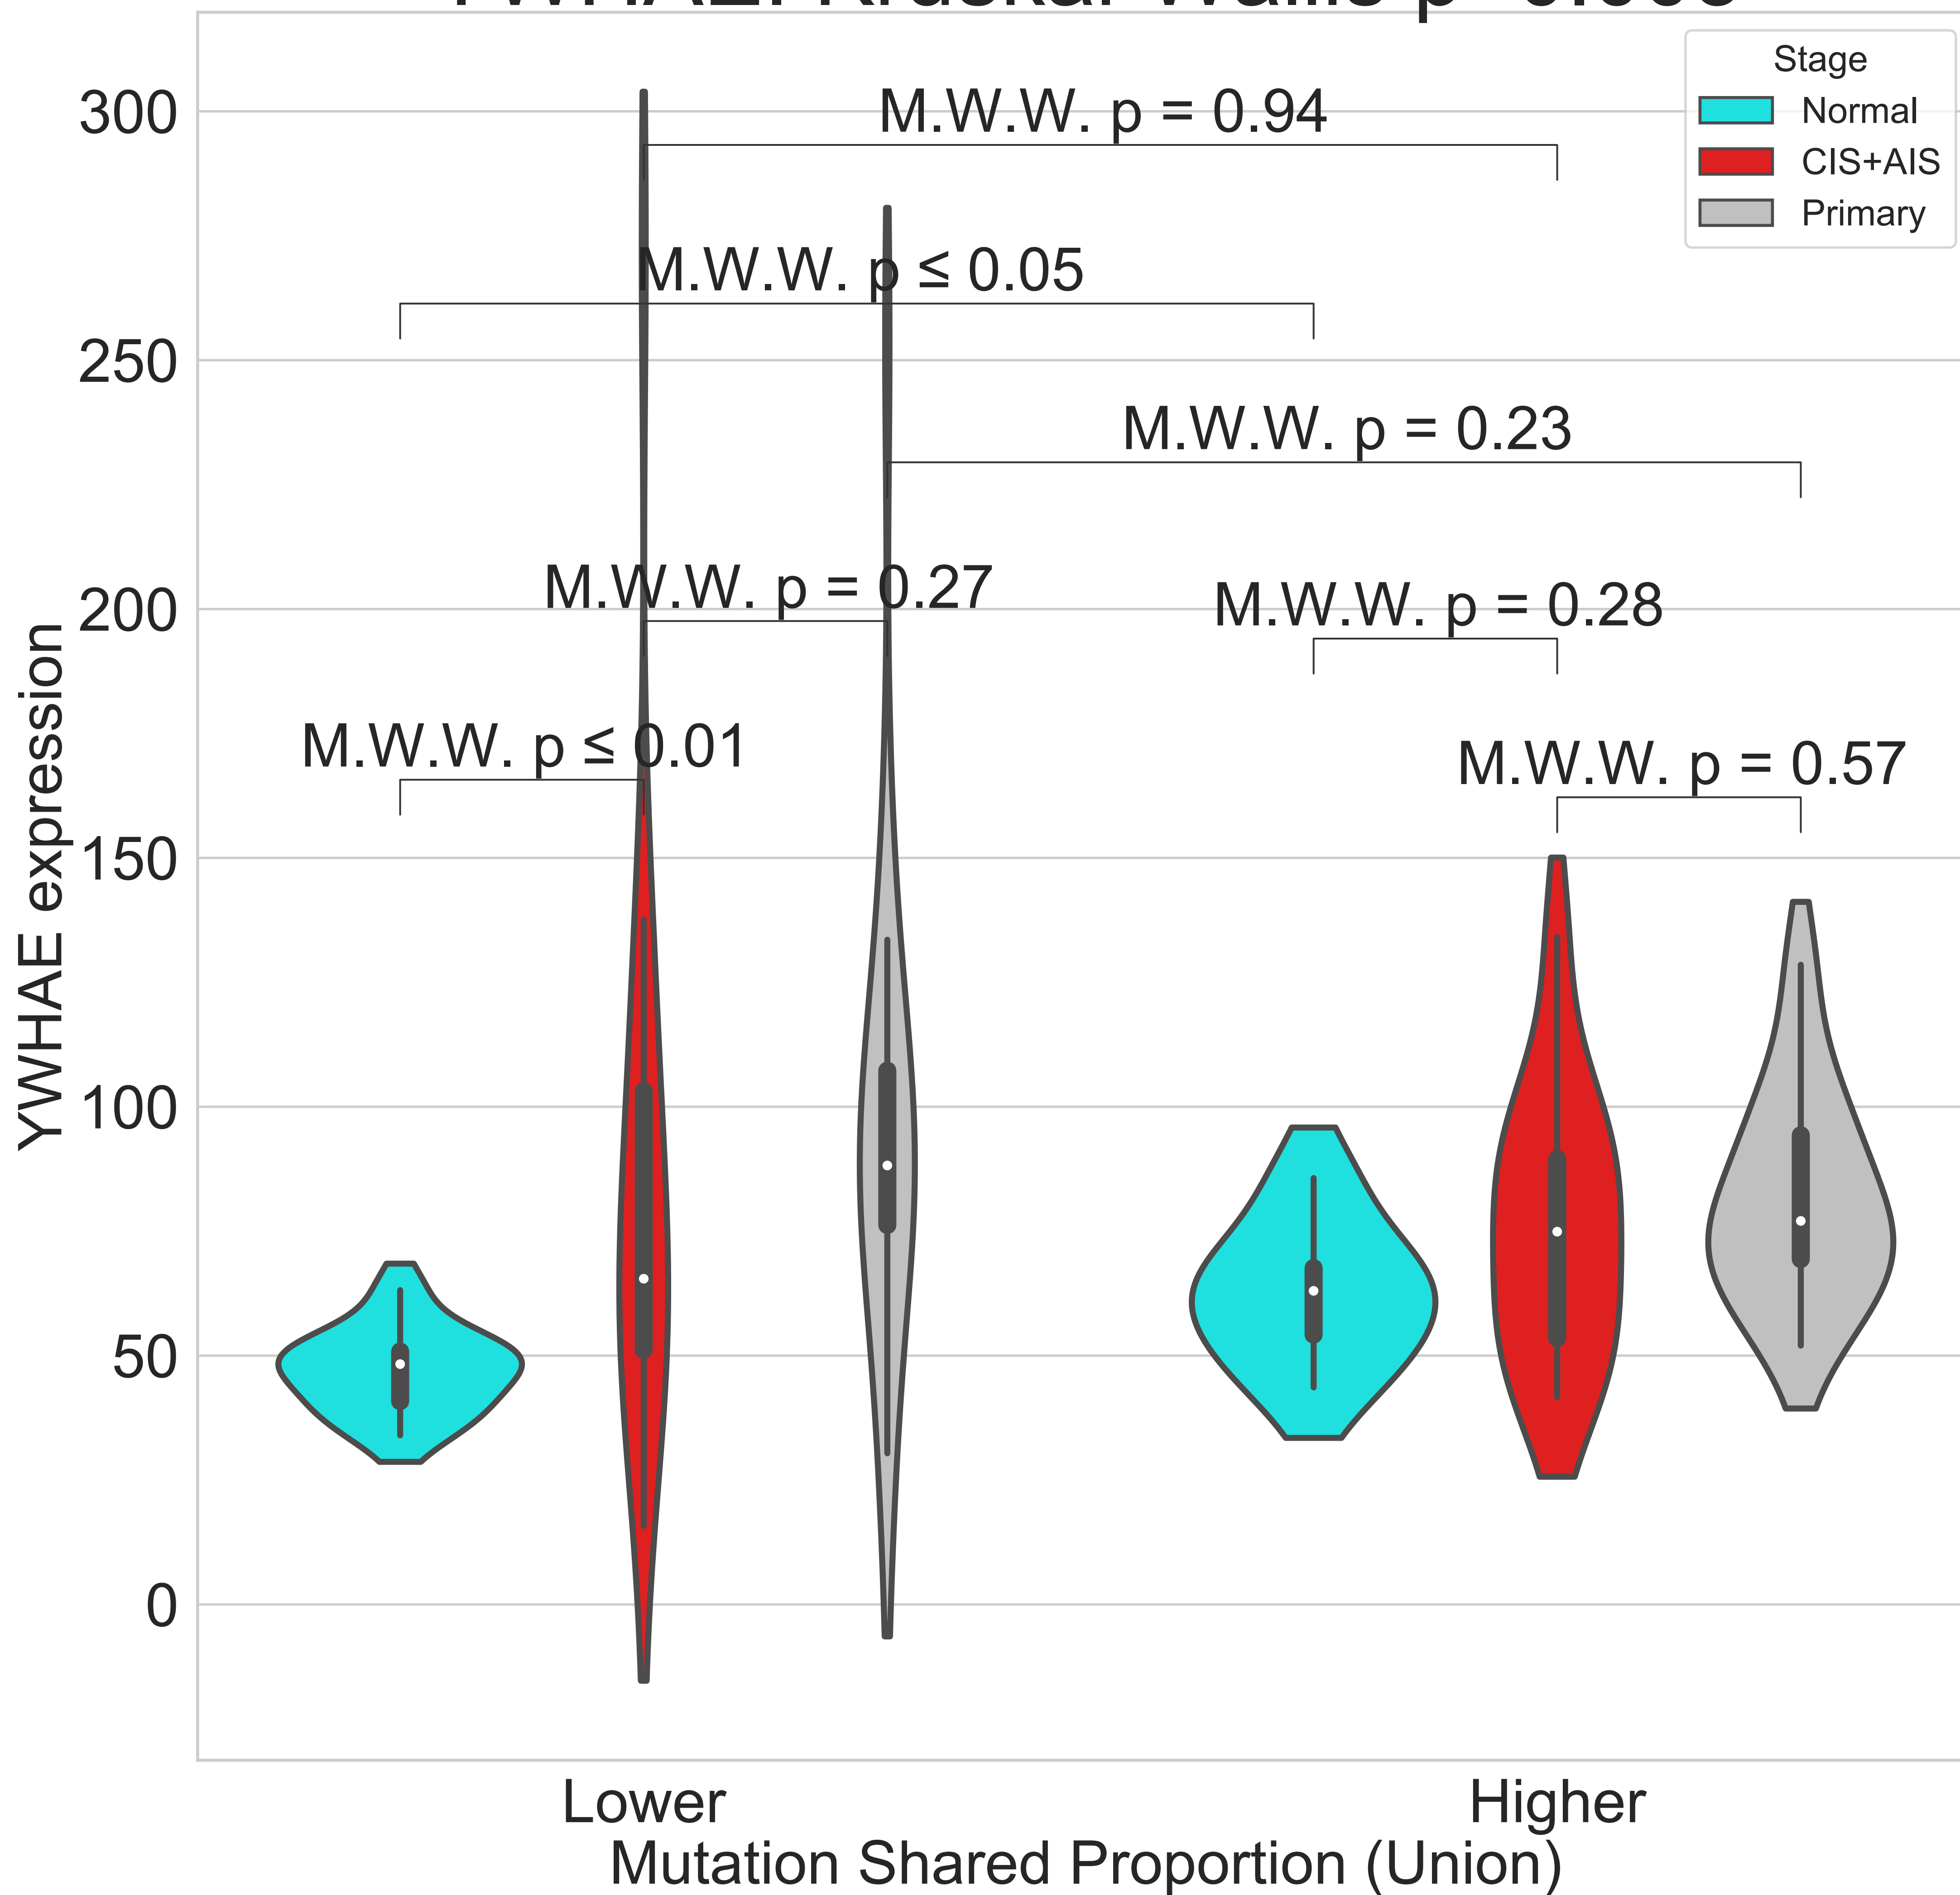 Stage
Normal
CIS+AIS
Primary
300
250
200
150
100
50
0
YWHAE expression
M.W.W. p = 0.94
M.W.W. p ≤ 0.05
M.W.W. p = 0.23
M.W.W. p = 0.27
M.W.W. p = 0.28
M.W.W. p ≤ 0.01
M.W.W. p = 0.57
Lower
Higher
Mutation Shared Proportion (Union)